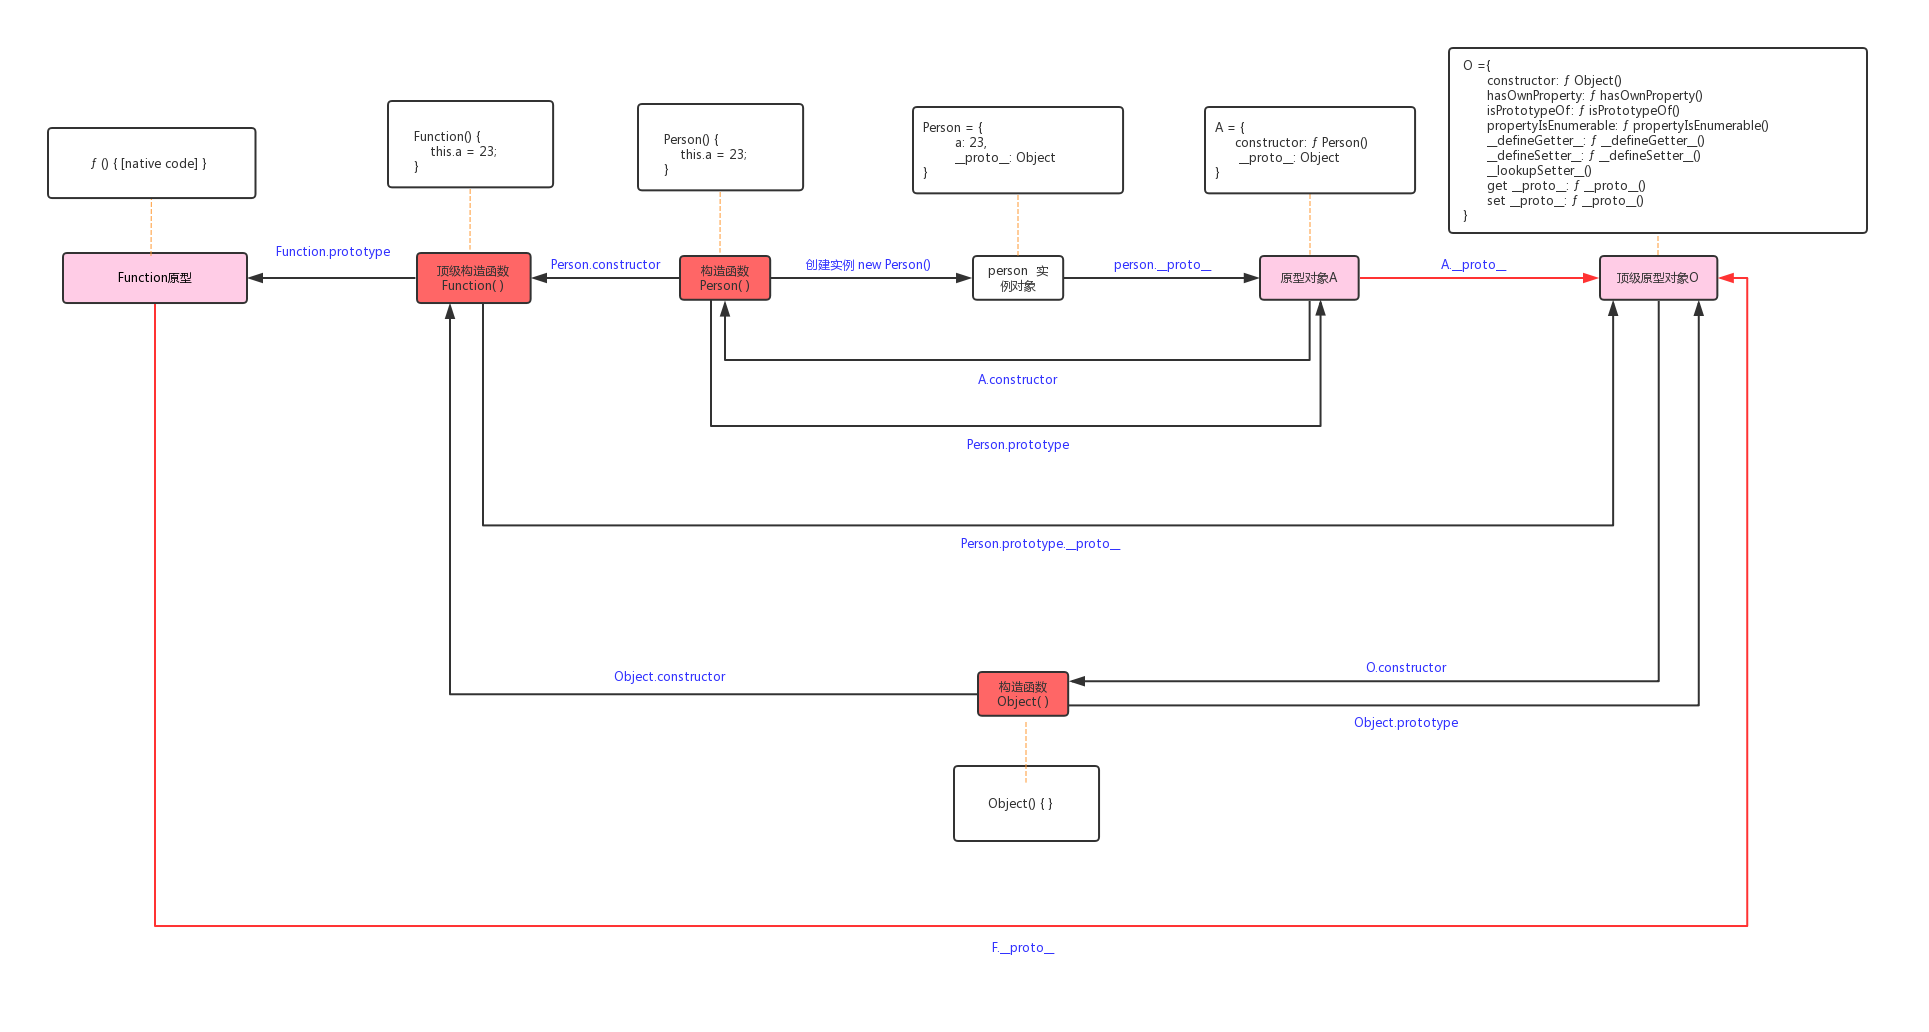 ƒ () { [native code] }
Function() {
this.a = 23;
}
Person() {
this.a = 23;
}
Person = {
a: 23,
__proto__: Object
}
A = {
constructor: ƒ Person()
__proto__: Object
}
O ={
constructor: ƒ Object()
hasOwnProperty: ƒ hasOwnProperty()
isPrototypeOf: ƒ isPrototypeOf()
propertyIsEnumerable: ƒ propertyIsEnumerable()
__defineGetter__: ƒ __defineGetter__()
__defineSetter__: ƒ __defineSetter__()
__lookupSetter__()
get __proto__: ƒ __proto__()
set __proto__: ƒ __proto__()
}
Function原型
Function.prototype
顶级构造函数
Function( )
Person.constructor
构造函数
Person( )
创建实例 new Person()
person 实
例对象
person.__proto__
原型对象A
A.__proto__
顶级原型对象O
A.constructor
Person.prototype
Person.prototype.__proto__
Object.constructor
构造函数
Object( )
O.constructor
Object.prototype
Object() { }
F.__proto__